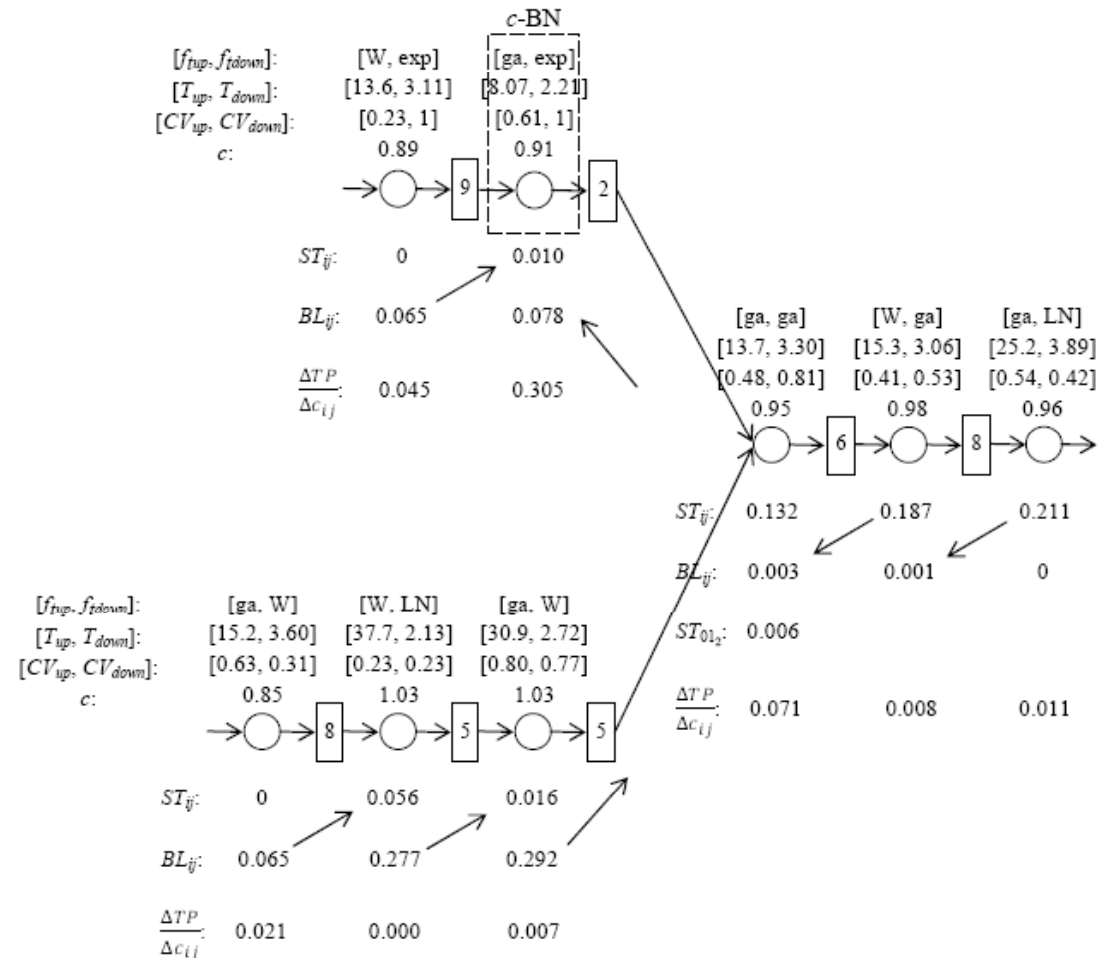 c-BN
[f_tup, f_tdown]: [W, exp] [ga, exp]
[T_up, T_down]: [13.6, 3.11] [8.07, 2.21]
[CV_up, CV_down]: [0.23, 1] [0.61, 1]
c: 0.89 0.91
9 2
ST_ij: 0 0.010
BL_ij: 0.065 0.078
ΔTP/Δc_ij: 0.045 0.305
[ga, ga] [W, ga] [ga, LN]
[13.7, 3.30] [15.3, 3.06] [25.2, 3.89]
[0.48, 0.81] [0.41, 0.53] [0.54, 0.42]
0.95 0.98 0.96
6 8
ST_ij: 0.132 0.187 0.211
BL_ij: 0.003 0.001 0
ST_01₂: 0.006
ΔTP/Δc_ij: 0.071 0.008 0.011
[f_tup, f_tdown]: [ga, W] [W, LN] [ga, W]
[T_up, T_down]: [15.2, 3.60] [37.7, 2.13] [30.9, 2.72]
[CV_up, CV_down]: [0.63, 0.31] [0.23, 0.23] [0.80, 0.77]
c: 0.85 1.03 1.03
8 5 5
ST_ij: 0 0.056 0.016
BL_ij: 0.065 0.277 0.292
ΔTP/Δc_ij: 0.021 0.000 0.007